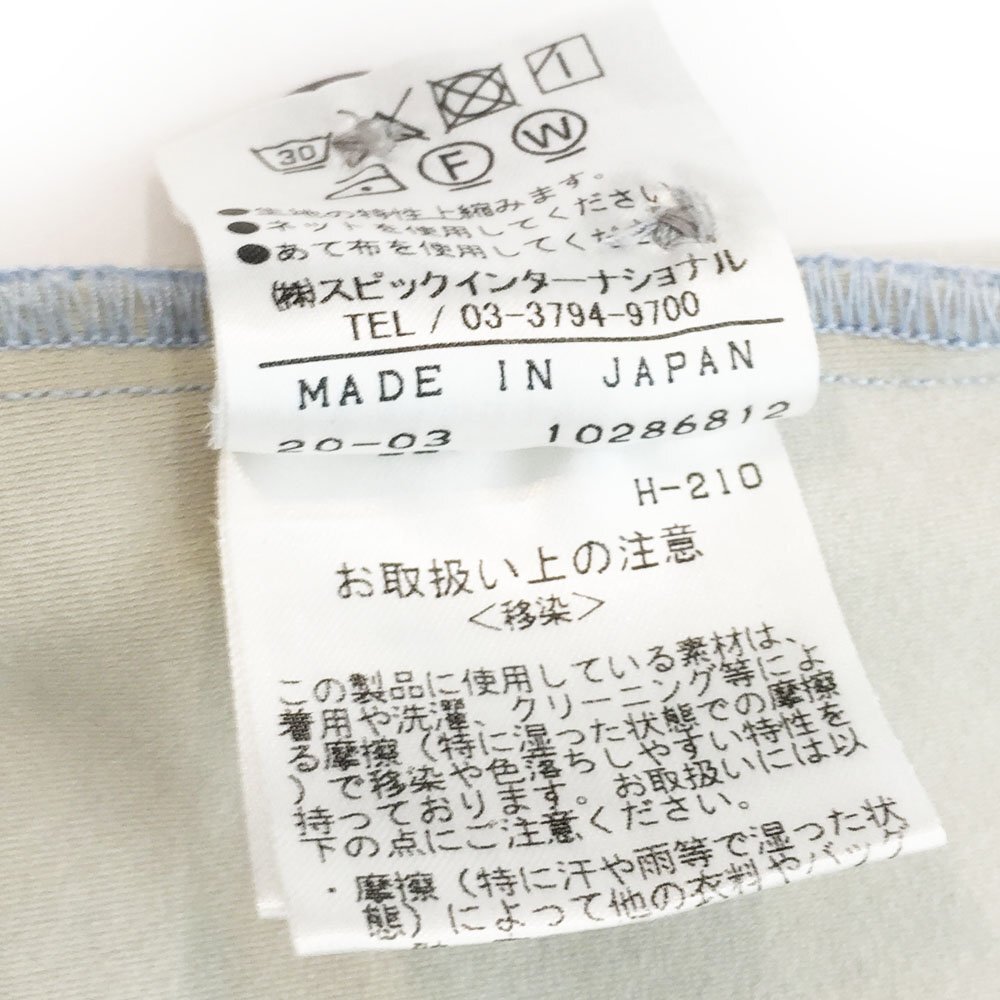 30
F
W
●生地の特性上縮みます。
●ネットを使用してください
●あて布を使用してくだ
㈱スピックインターナショナル
TEL / 03-3794-9700
MADE IN JAPAN
20-03 10286812
H-210
お取扱い上の注意
<移染>
この製品に使用している素材は、
着用や洗濯、クリーニング等によ
る摩擦(特に湿った状態での摩擦
)で移染や色落ちしやすい特性を
持っております。お取扱いには以
下の点にご注意ください。
・摩擦(特に汗や雨等で湿った状
態)によって他の衣料やバッグ